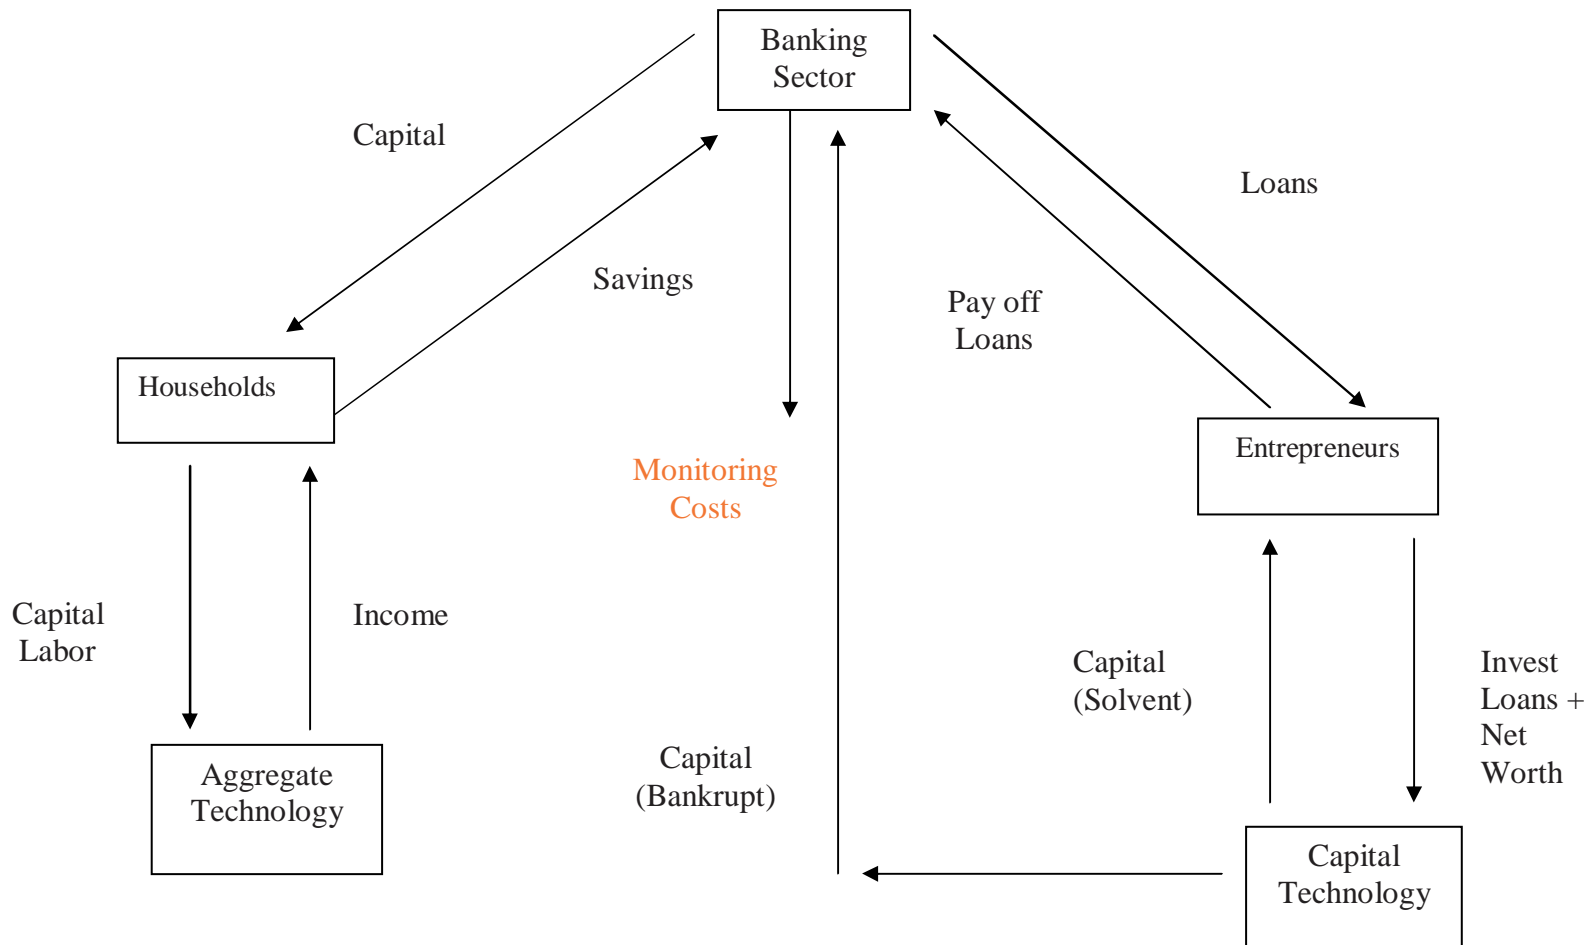 Banking
Sector
Capital
Loans
Savings
Pay off
Loans
Households
Entrepreneurs
Monitoring
Costs
Capital
Labor
Income
Capital
(Solvent)
Invest
Loans +
Net
Worth
Aggregate
Technology
Capital
(Bankrupt)
Capital
Technology